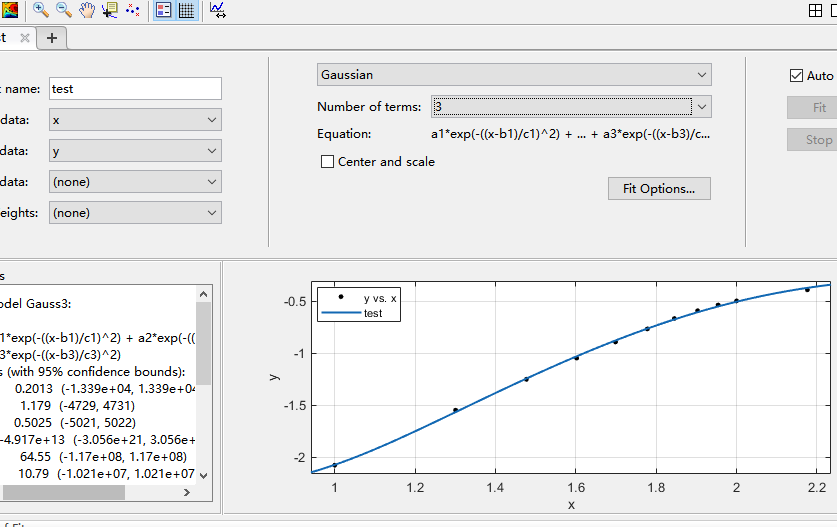 st
t name:
test
data:
x
data:
y
data:
(none)
eights:
(none)
Gaussian
Number of terms:
3
Equation:
a1*exp(-((x-b1)/c1)^2) + ... + a3*exp(-((x-b3)/c...
Center and scale
Fit Options...
Auto
Fit
Stop
s
odel Gauss3:
1*exp(-((x-b1)/c1)^2) + a2*exp(-((
3*exp(-((x-b3)/c3)^2)
s (with 95% confidence bounds):
0.2013 (-1.339e+04, 1.339e+04
1.179 (-4729, 4731)
0.5025 (-5021, 5022)
-4.917e+13 (-3.056e+21, 3.056e+
64.55 (-1.17e+08, 1.17e+08)
10.79 (-1.021e+07, 1.021e+07
y vs. x
test
-0.5
-1
-1.5
-2
y
1
1.2
1.4
1.6
1.8
2
2.2
x